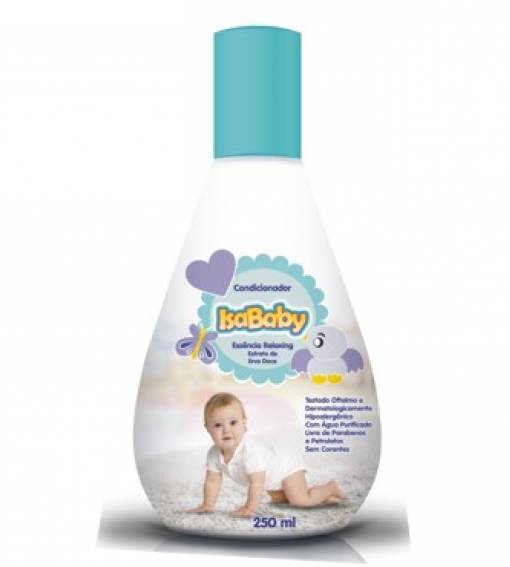 Condicionador
IsaBaby
Essência Relaxing
Extrato de
Erva Doce
Testado Oftalmo e
Dermatologicamente
Hipoalergênico
Com Água Purificada
Livre de Parabenos
e Petrolatos
Sem Corantes
250 ml